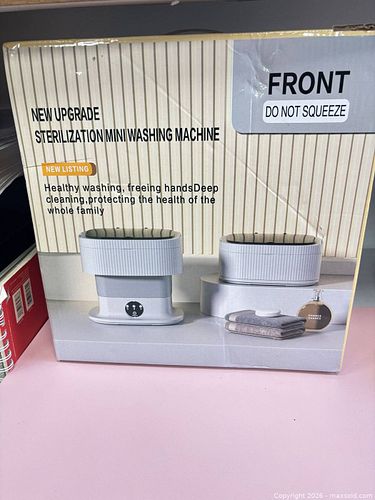 FRONT
DO NOT SQUEEZE
NEW UPGRADE
STERILIZATION MINI WASHING MACHINE
NEW LISTING
Healthy washing, freeing handsDeep
cleaning,protecting the health of the
whole family
Copyright 2026 - maxsold.com